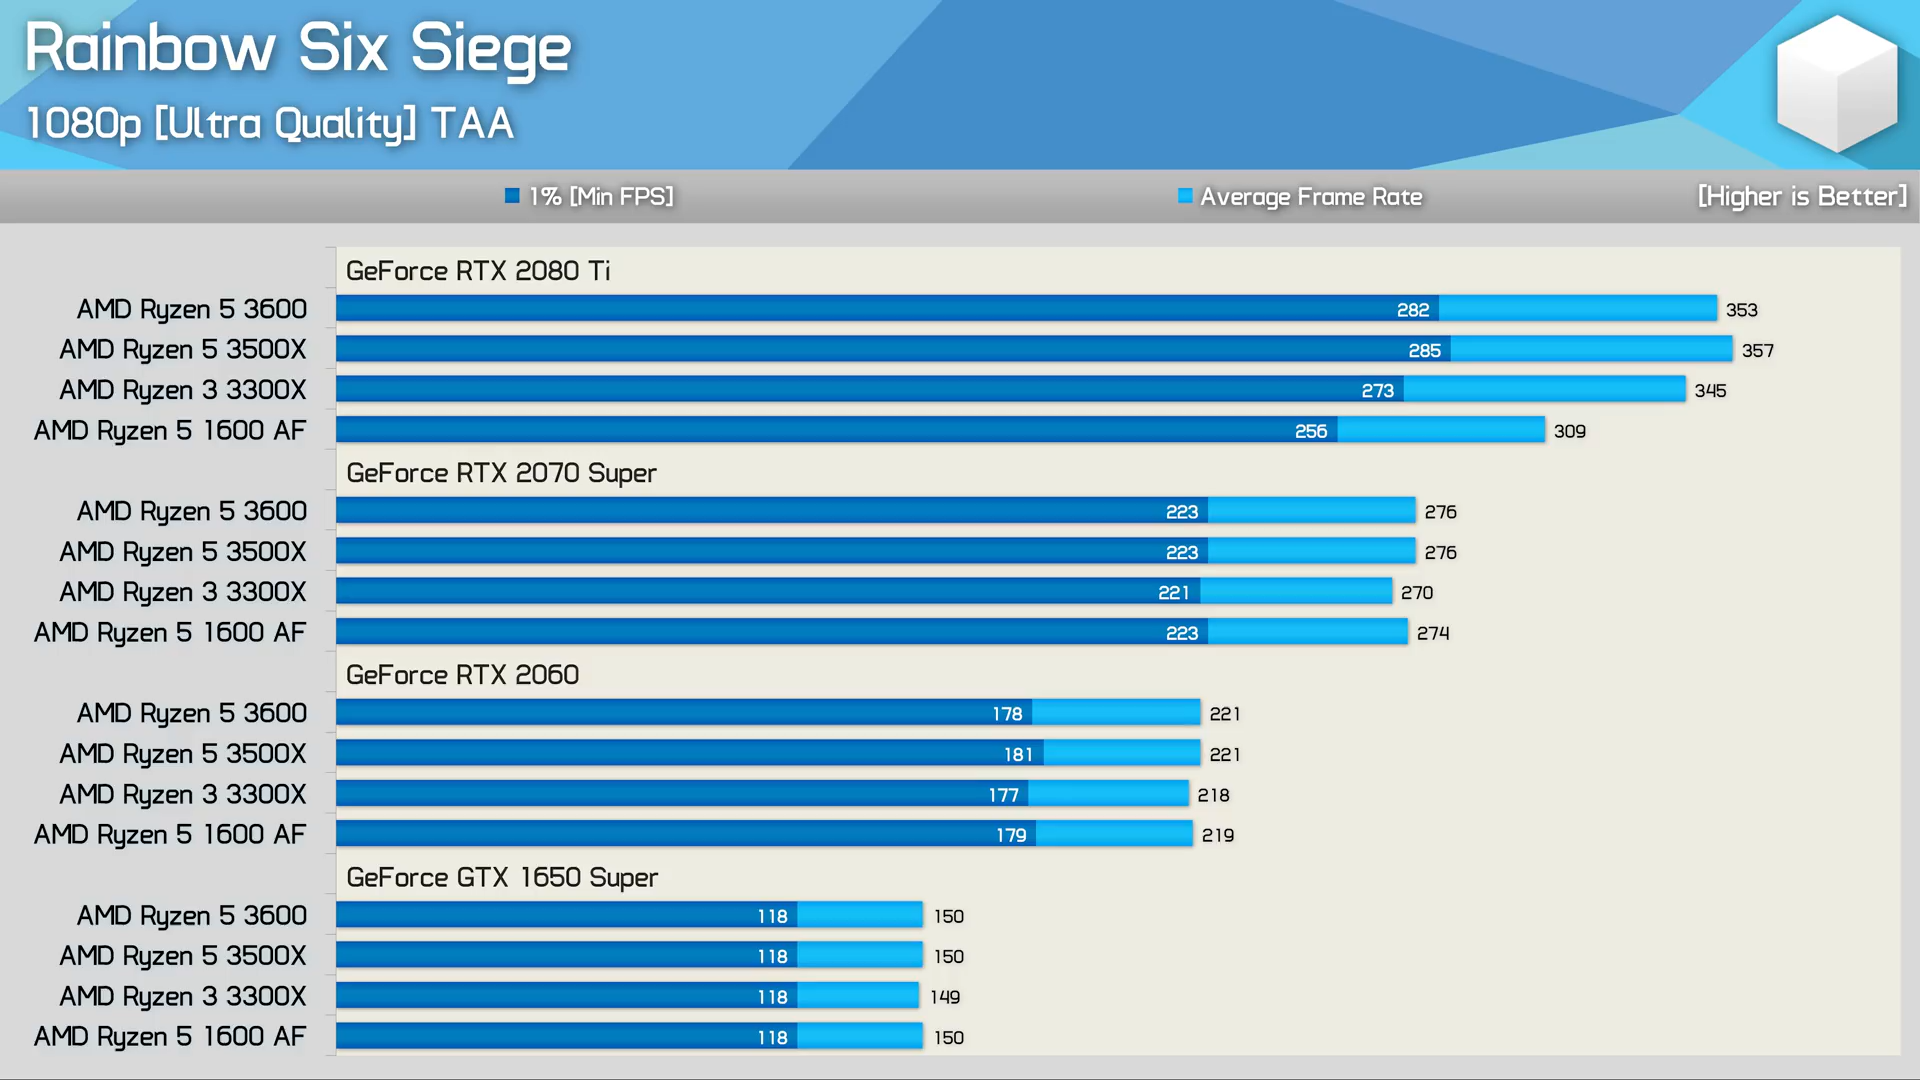 Rainbow Six Siege
1080p [Ultra Quality] TAA
1% [Min FPS] Average Frame Rate [Higher is Better]
GeForce RTX 2080 Ti
AMD Ryzen 5 3600 282 353
AMD Ryzen 5 3500X 285 357
AMD Ryzen 3 3300X 273 345
AMD Ryzen 5 1600 AF 256 309
GeForce RTX 2070 Super
AMD Ryzen 5 3600 223 276
AMD Ryzen 5 3500X 223 276
AMD Ryzen 3 3300X 221 270
AMD Ryzen 5 1600 AF 223 274
GeForce RTX 2060
AMD Ryzen 5 3600 178 221
AMD Ryzen 5 3500X 181 221
AMD Ryzen 3 3300X 177 218
AMD Ryzen 5 1600 AF 179 219
GeForce GTX 1650 Super
AMD Ryzen 5 3600 118 150
AMD Ryzen 5 3500X 118 150
AMD Ryzen 3 3300X 118 149
AMD Ryzen 5 1600 AF 118 150